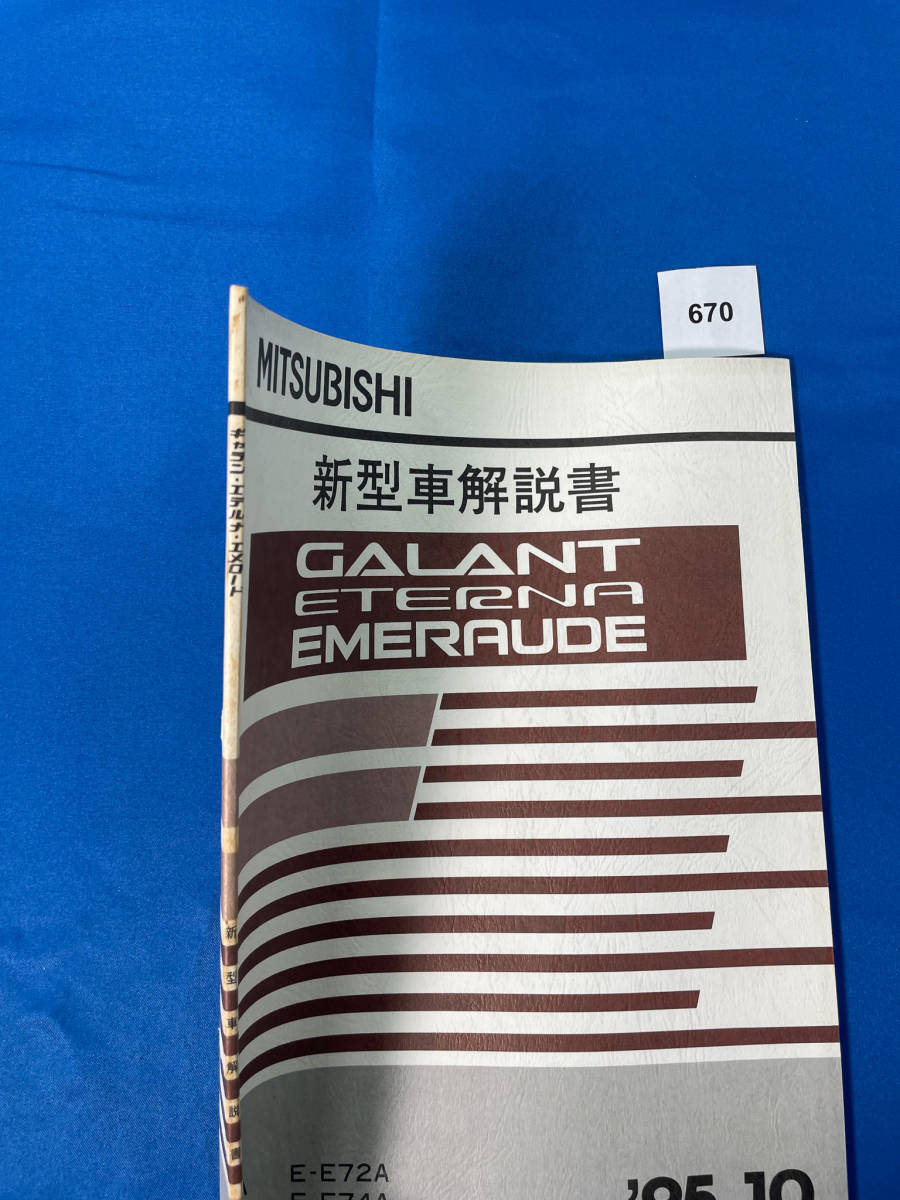 670
MITSUBISHI
新型車解説書
GALANT
ETERNA
EMERAUDE
E-E72A
E-E74A
'95-10
ギャラン・エテルナ・エメロード
新型車解説書